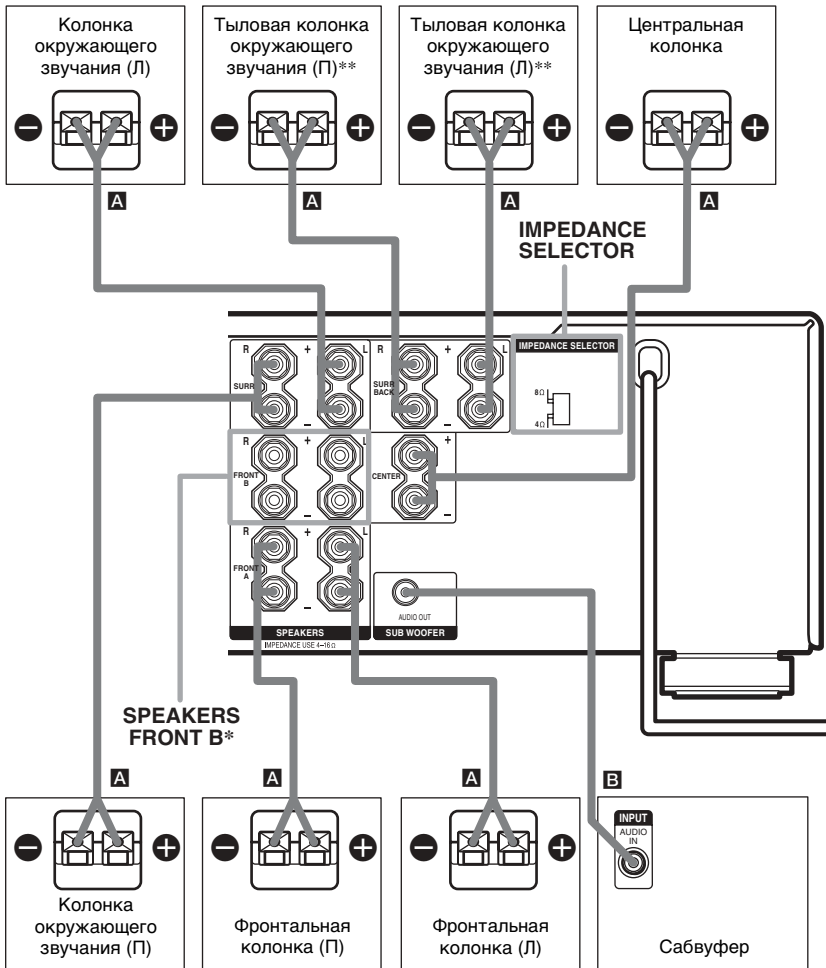 Колонка
окружающего
звучания (Л)
Тыловая колонка
окружающего
звучания (П)**
Тыловая колонка
окружающего
звучания (Л)**
Центральная
колонка
A
A
A
A
IMPEDANCE
SELECTOR
R + L
SURR
–
R + L
SURR
BACK
–
IMPEDANCE SELECTOR
8Ω
4Ω
R + L
FRONT
B
–
+
CENTER
–
R + L
FRONT
A
–
AUDIO OUT
SPEAKERS
SUB WOOFER
IMPEDANCE USE 4–16Ω
SPEAKERS
FRONT B*
A
A
A
B
Колонка
окружающего
звучания (П)
Фронтальная
колонка (П)
Фронтальная
колонка (Л)
INPUT
AUDIO
IN
Сабвуфер